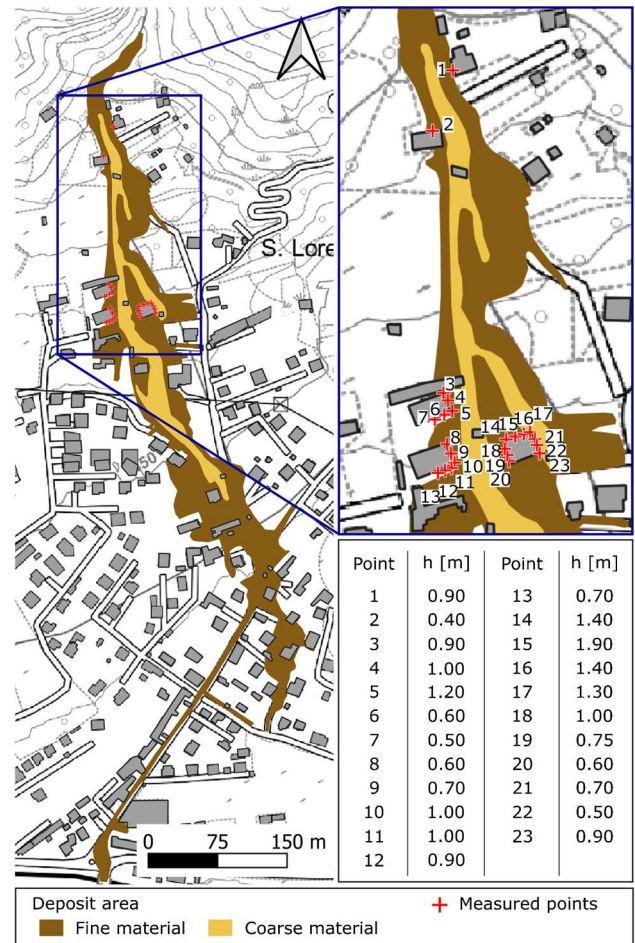 S. Lore
350
0 75 150 m
1
2
3
4
5
6
7
8
9
10
11
12
13
14
15
16
17
18
19
20
21
22
23
Point h [m] Point h [m]
1 0.90 13 0.70
2 0.40 14 1.40
3 0.90 15 1.90
4 1.00 16 1.40
5 1.20 17 1.30
6 0.60 18 1.00
7 0.50 19 0.75
8 0.60 20 0.60
9 0.70 21 0.70
10 1.00 22 0.50
11 1.00 23 0.90
12 0.90
Deposit area
Measured points
Fine material Coarse material